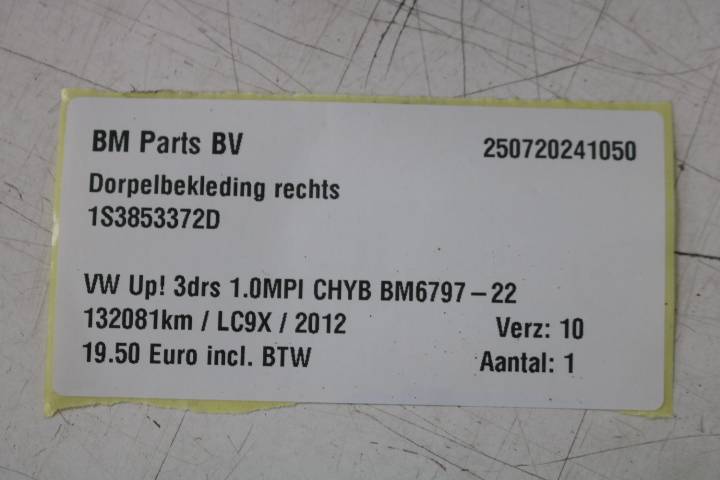 BM Parts BV 250720241050
Dorpelbekleding rechts
1S3853372D
VW Up! 3drs 1.0MPI CHYB BM6797-22
132081km / LC9X / 2012 Verz: 10
19.50 Euro incl. BTW Aantal: 1